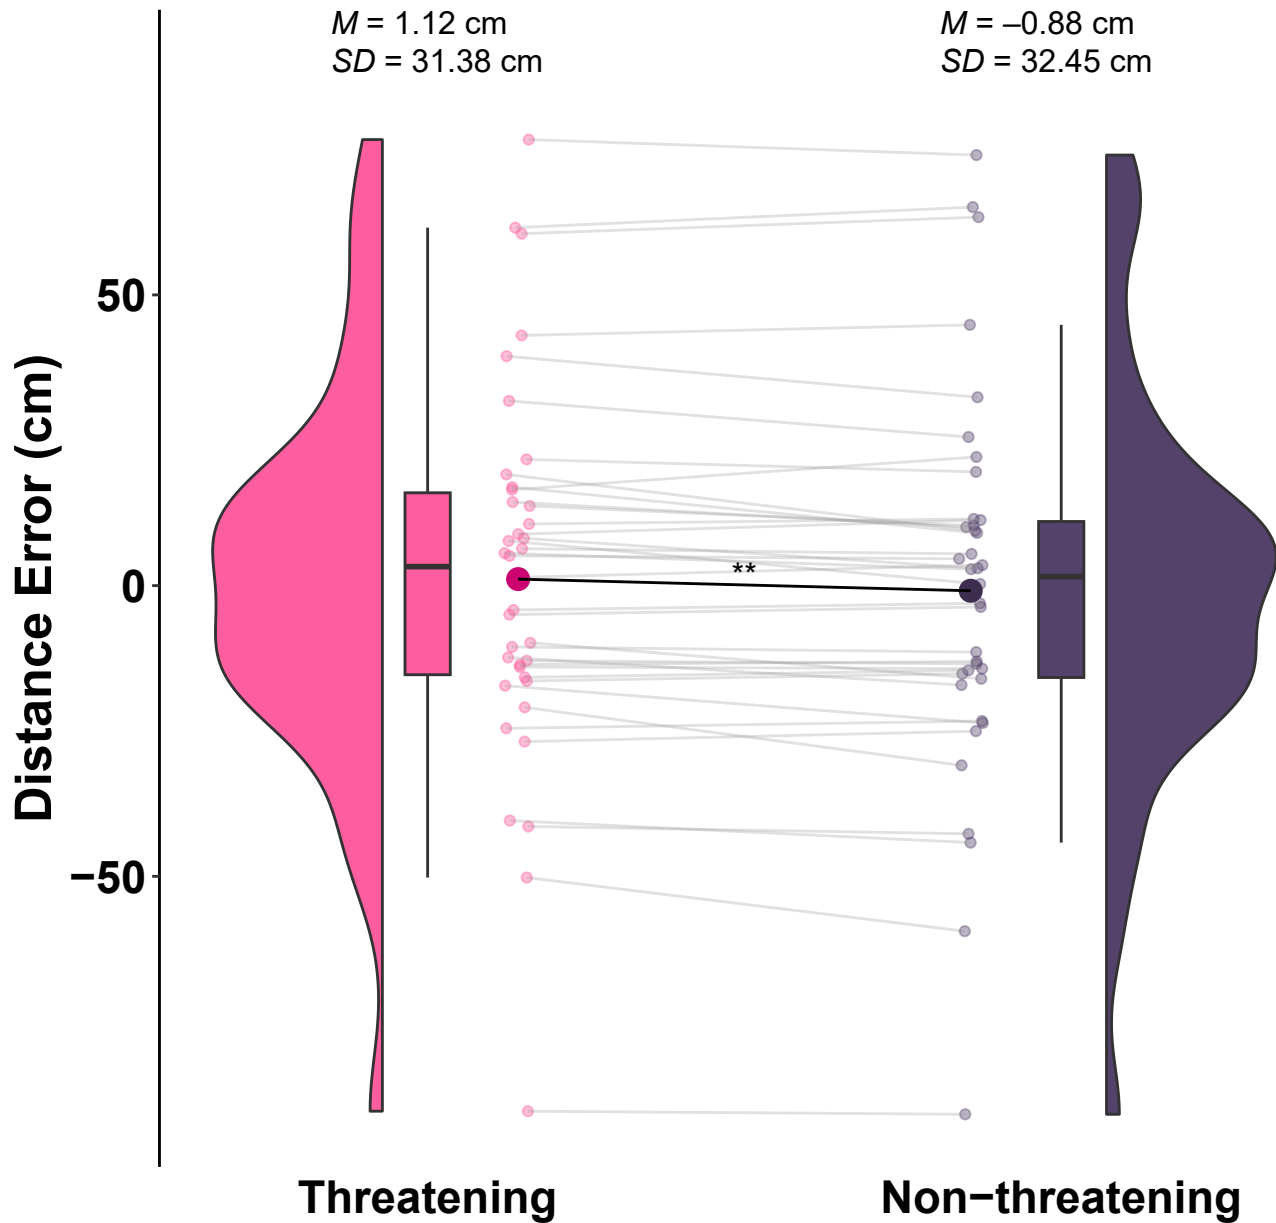 M = 1.12 cm
SD = 31.38 cm
M = –0.88 cm
SD = 32.45 cm
Distance Error (cm)
50
0
−50
**
Threatening
Non−threatening